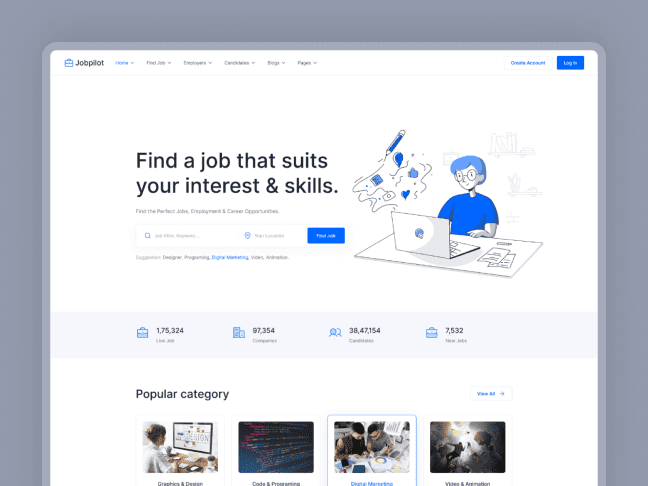 Jobpilot
Home
Find Job
Employers
Candidates
Blogs
Pages
Create Account
Log In
Find a job that suits
your interest & skills.
Find the Perfect Jobs, Employment & Career Opportunities.
Job tittle, Keyword...
Your Location
Find Job
Suggestion: Designer, Programing, Digital Marketing, Video, Animation.
1,75,324
Live Job
97,354
Companies
38,47,154
Candidates
7,532
New Jobs
Popular category
View All
DESIGN
Graphics & Design
Code & Programing
Digital Marketing
Video & Animation